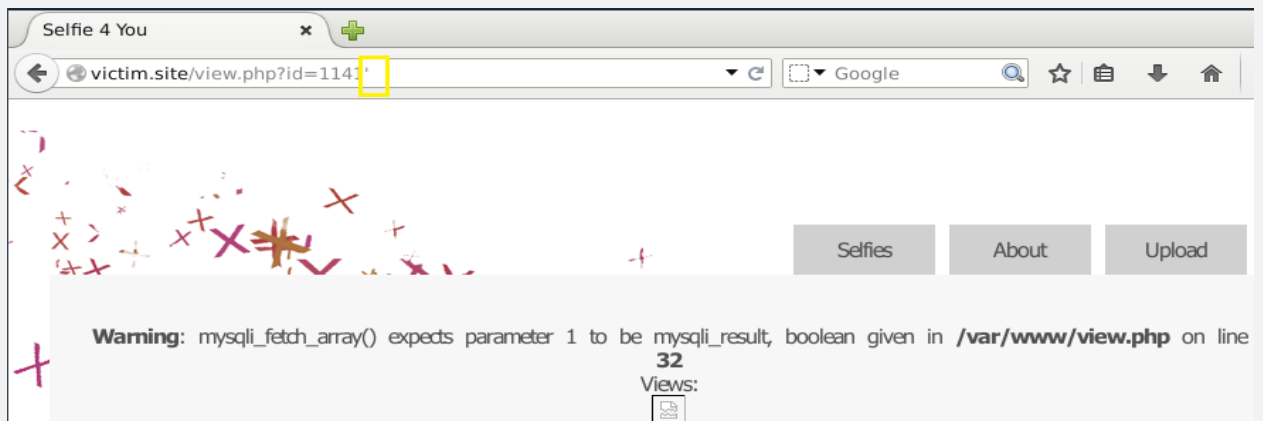 Selfie 4 You
victim.site/view.php?id=1141' Google
Selfies About Upload
Warning: mysqli_fetch_array() expects parameter 1 to be mysqli_result, boolean given in /var/www/view.php on line
32
Views: